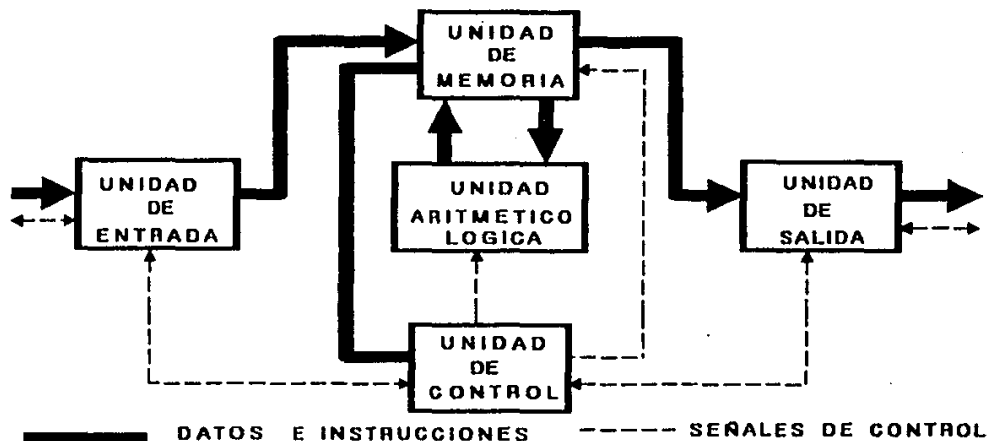 UNIDAD
DE
MEMORIA
UNIDAD
DE
ENTRADA
UNIDAD
ARITMETICO
LOGICA
UNIDAD
DE
SALIDA
UNIDAD
DE
CONTROL
DATOS E INSTRUCCIONES
SEÑALES DE CONTROL